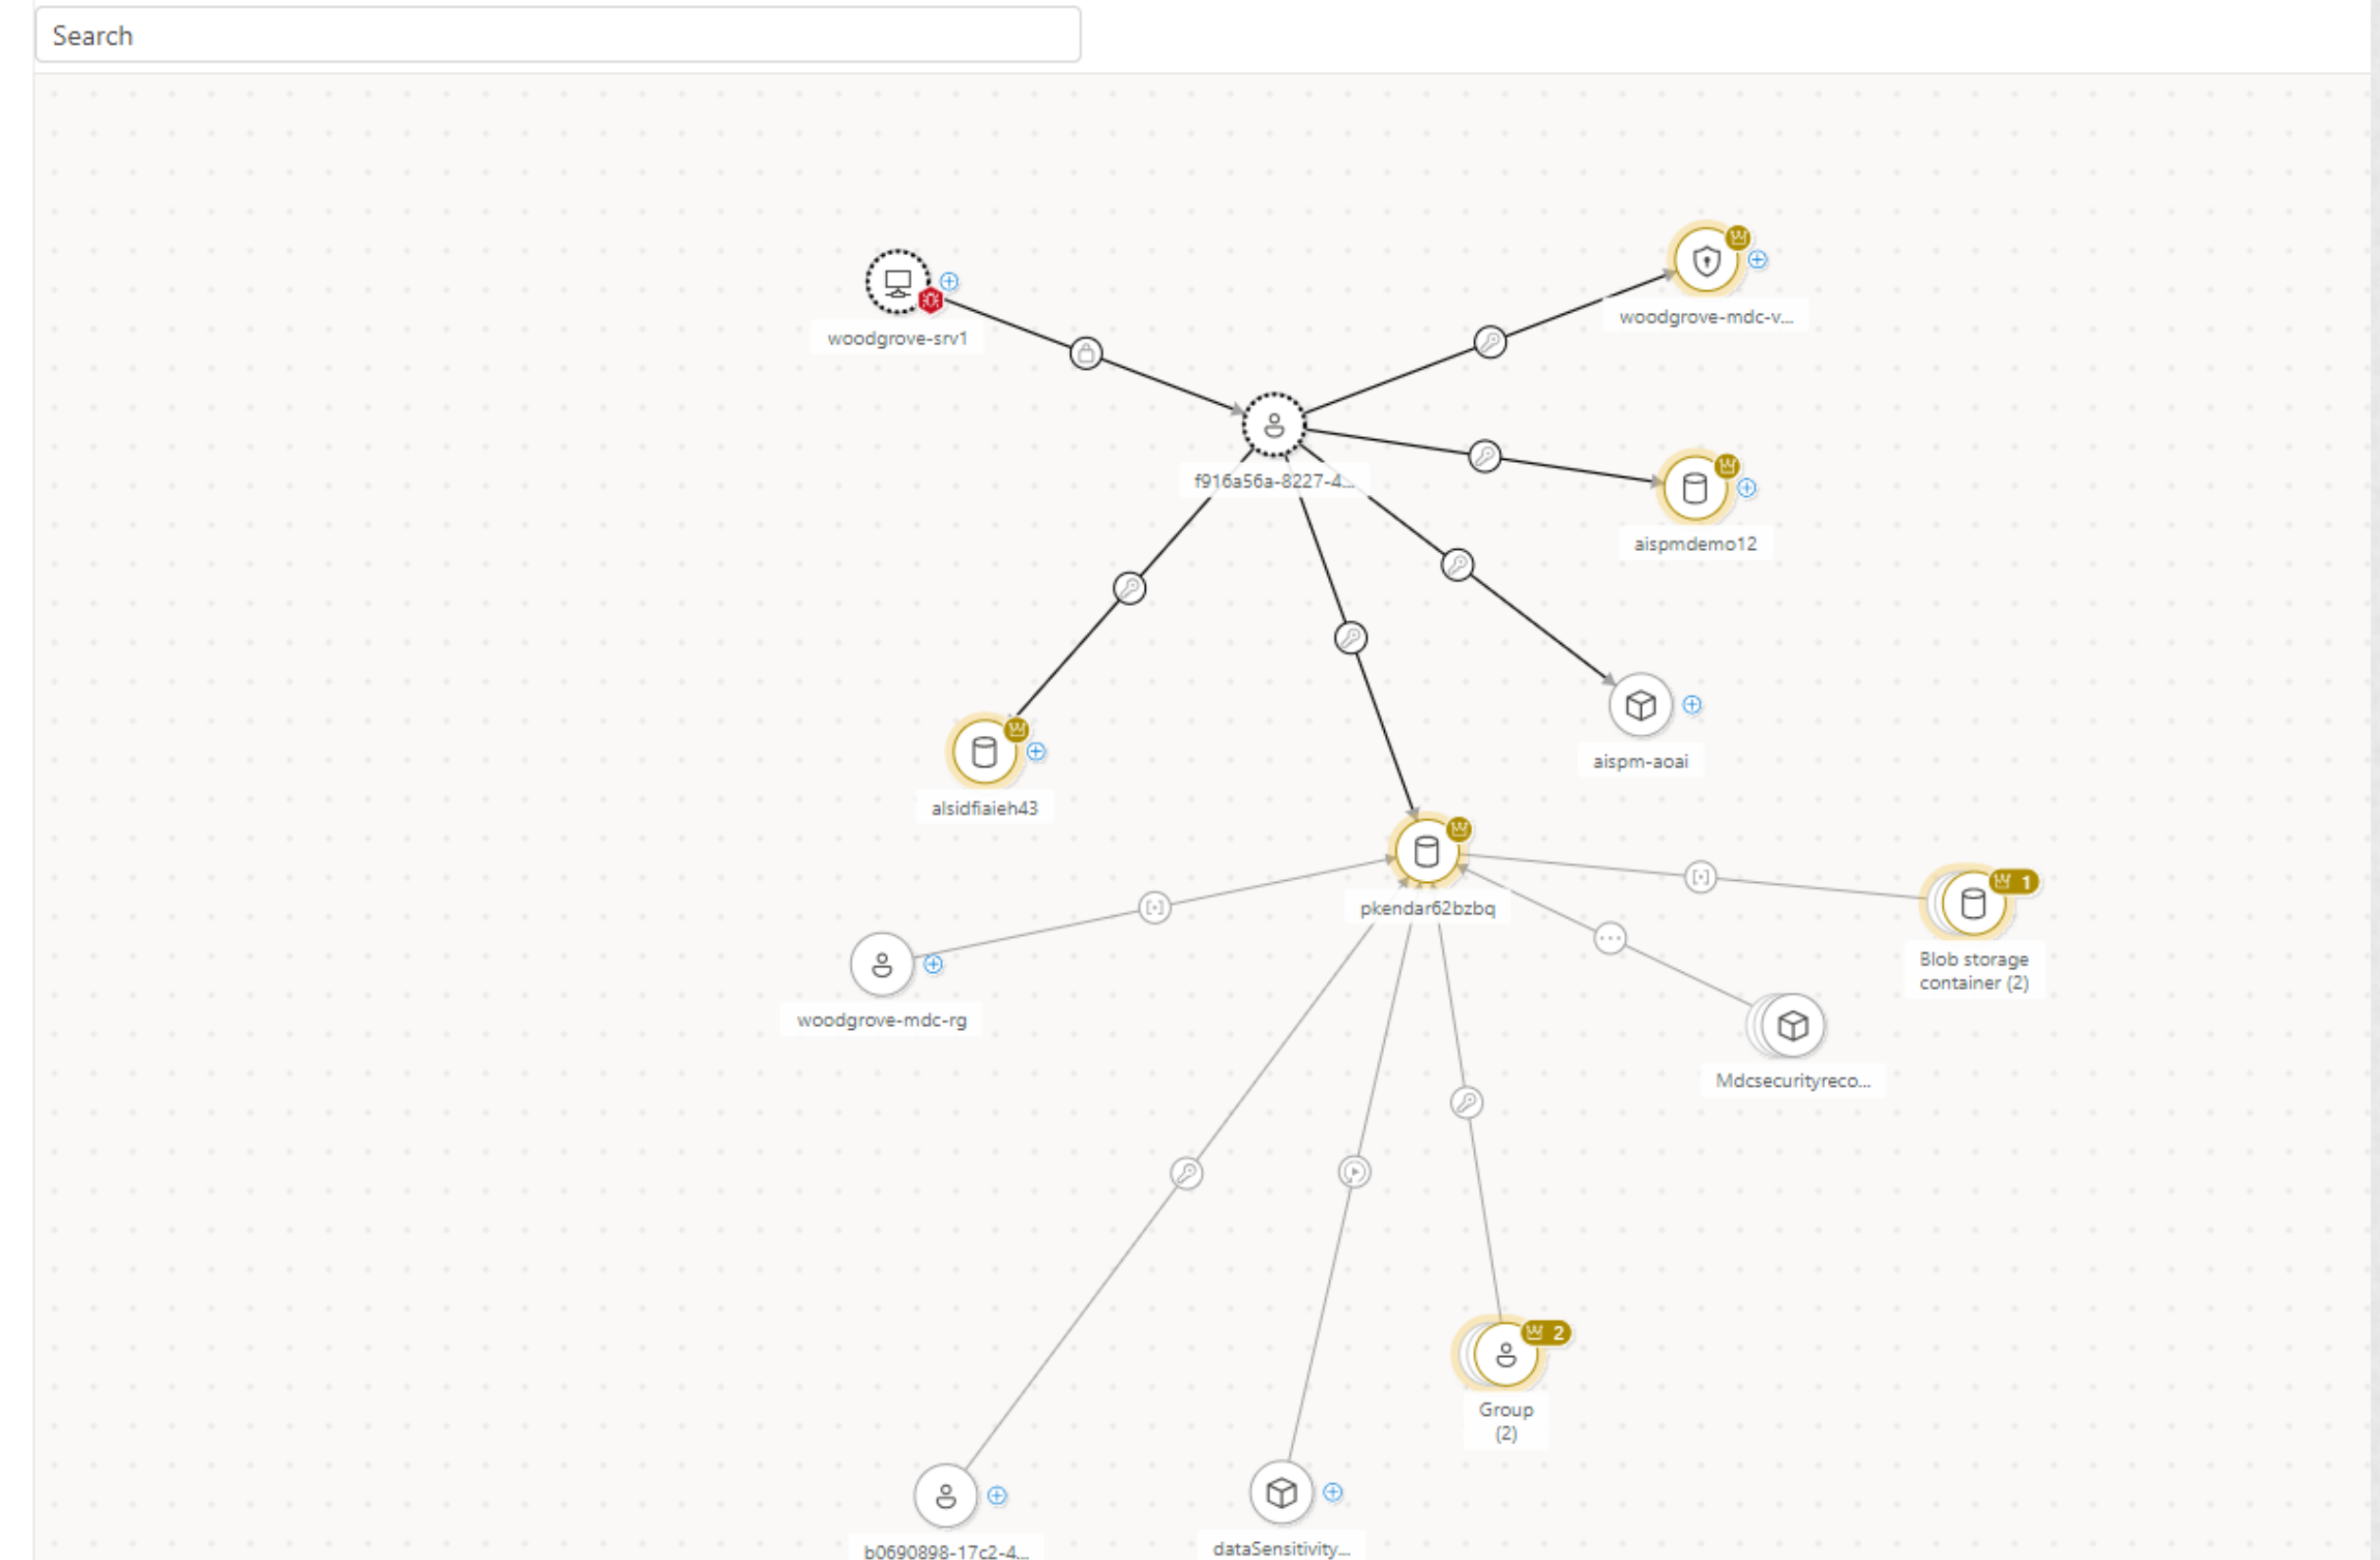 Search
woodgrove-srv1
woodgrove-mdc-v...
f916a56a-8227-4...
aispmdemo12
aispm-aoai
alsidfiaieh43
pkendar62bzbq
1
Blob storage
container (2)
woodgrove-mdc-rg
Mdcsecurityreco...
2
Group
(2)
b0690898-17c2-4...
dataSensitivity...